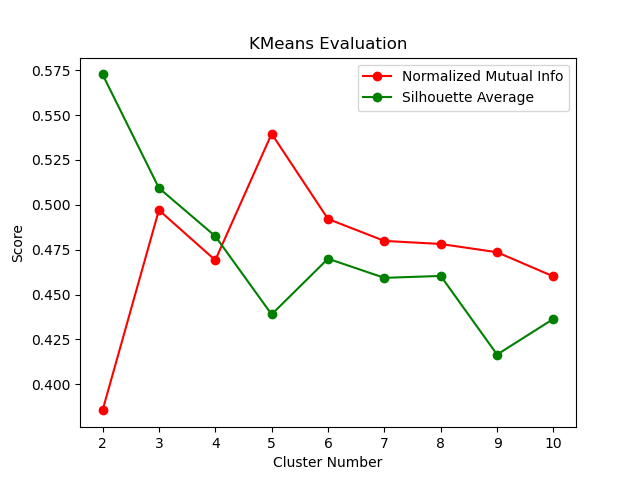 KMeans Evaluation
Normalized Mutual Info
Silhouette Average
0.575
0.550
0.525
0.500
0.475
0.450
0.425
0.400
Score
2 3 4 5 6 7 8 9 10
Cluster Number